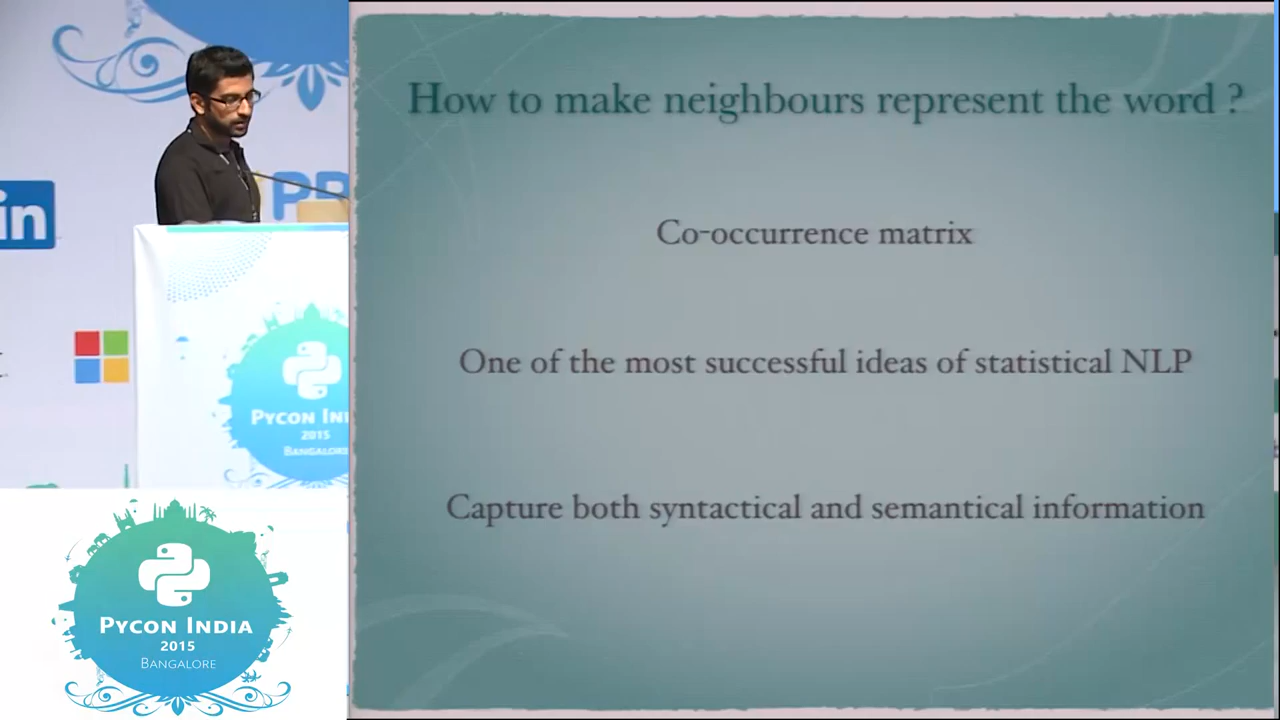 How to make neighbours represent the word ?
Co-occurrence matrix
One of the most successful ideas of statistical NLP
Capture both syntactical and semantical information
in
PYCON IN
2015
BANGALORE
PYCON INDIA
2015
BANGALORE